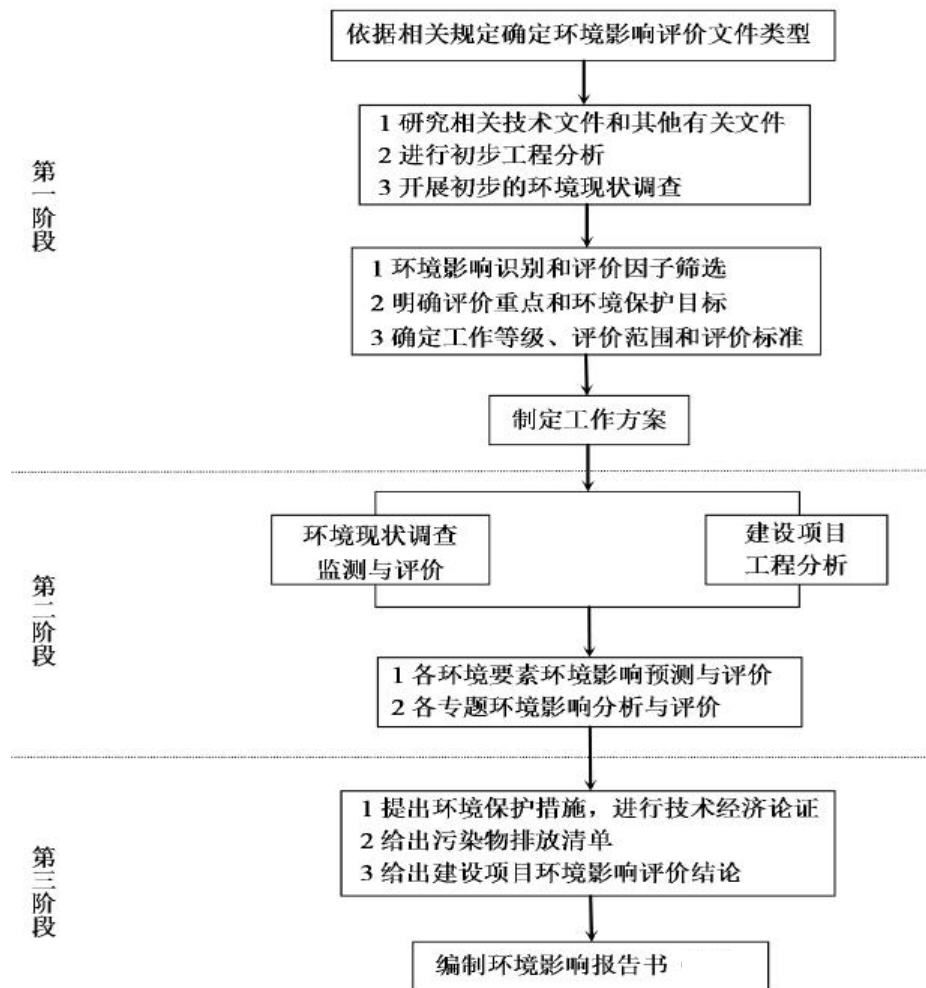 依据相关规定确定环境影响评价文件类型
1 研究相关技术文件和其他有关文件
2 进行初步工程分析
3 开展初步的环境现状调查
第一阶段
1 环境影响识别和评价因子筛选
2 明确评价重点和环境保护目标
3 确定工作等级、评价范围和评价标准
制定工作方案
环境现状调查
监测与评价
建设项目
工程分析
第二阶段
1 各环境要素环境影响预测与评价
2 各专题环境影响分析与评价
1 提出环境保护措施，进行技术经济论证
2 给出污染物排放清单
3 给出建设项目环境影响评价结论
第三阶段
编制环境影响报告书